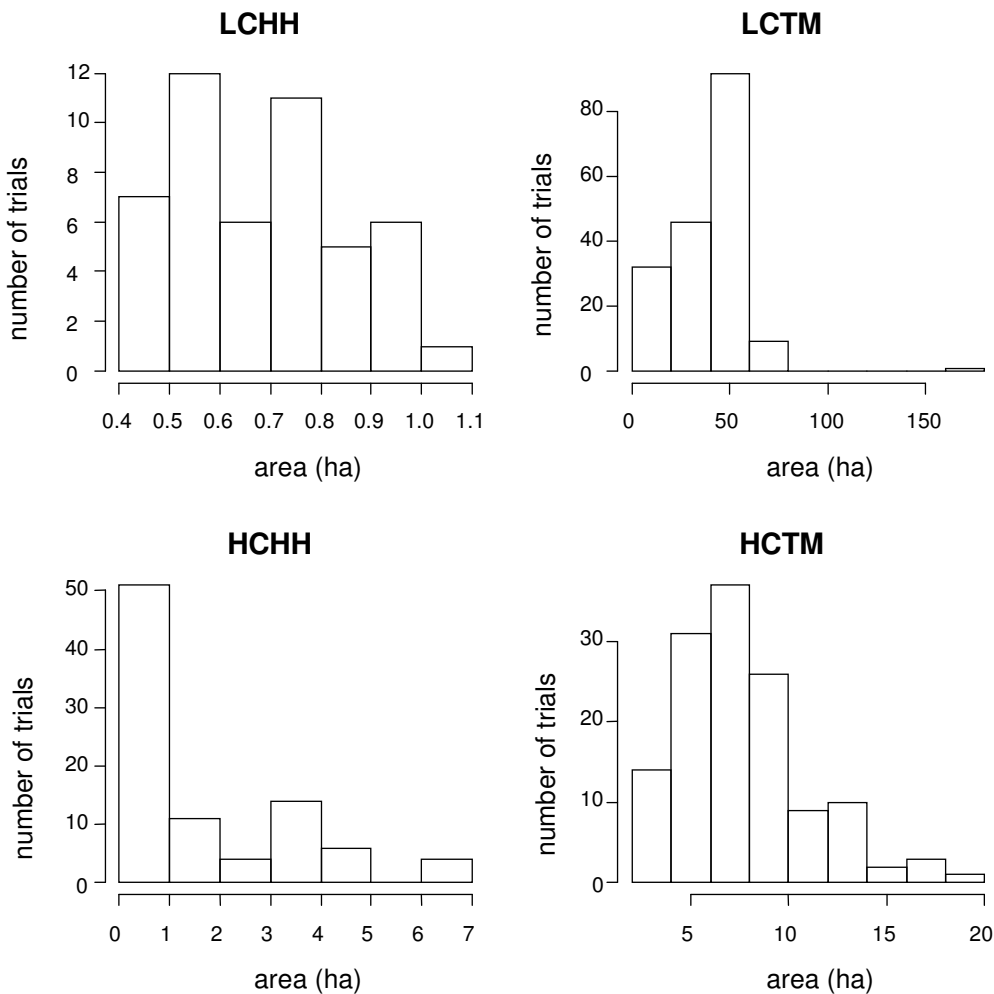 LCHH
number of trials
0 2 4 6 8 10 12
0.4 0.5 0.6 0.7 0.8 0.9 1.0 1.1
area (ha)
LCTM
number of trials
0 20 40 60 80
0 50 100 150
area (ha)
HCHH
number of trials
0 10 20 30 40 50
0 1 2 3 4 5 6 7
area (ha)
HCTM
number of trials
0 10 20 30
5 10 15 20
area (ha)